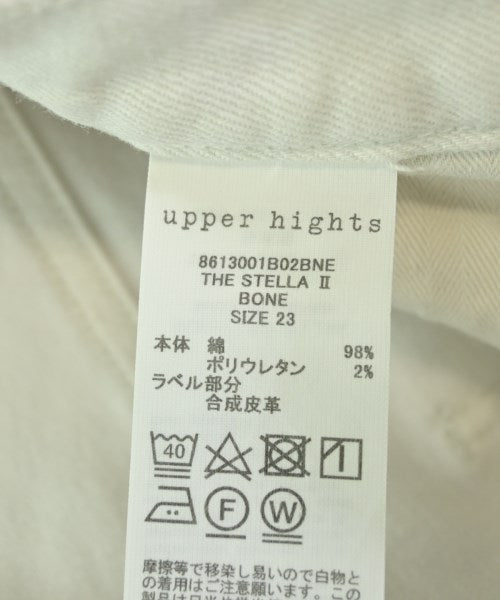 upper hights
8613001B02BNE
THE STELLA Ⅱ
BONE
SIZE 23
本体 綿 98%
ポリウレタン 2%
ラベル部分
合成皮革
40
F W
摩擦等で移染し易いので白物と
の着用はご注意願います。この